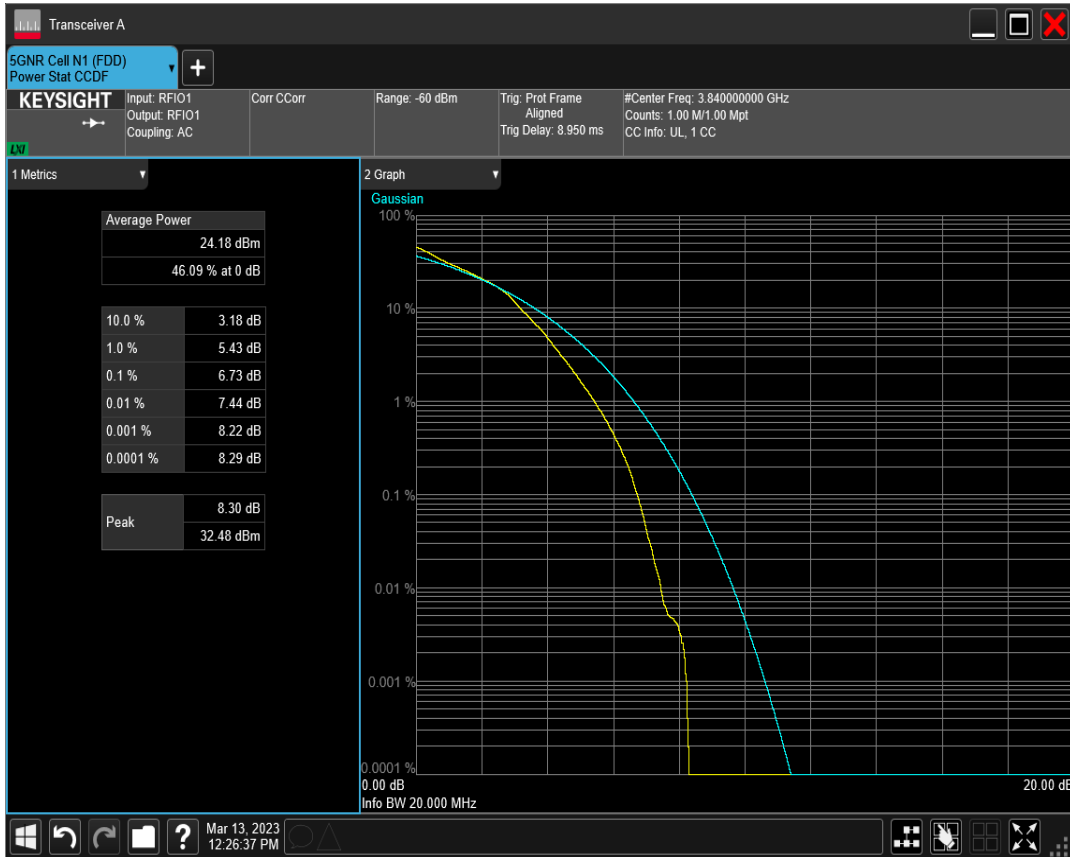 Transceiver A
5GNR Cell N1 (FDD)
Power Stat CCDF
+
KEYSIGHT
LXI
Input: RFIO1
Output: RFIO1
Coupling: AC
Corr CCorr
Range: -60 dBm
Trig: Prot Frame
Aligned
Trig Delay: 8.950 ms
#Center Freq: 3.840000000 GHz
Counts: 1.00 M/1.00 Mpt
CC Info: UL, 1 CC
1 Metrics
Average Power
24.18 dBm
46.09 % at 0 dB
10.0 % 3.18 dB
1.0 % 5.43 dB
0.1 % 6.73 dB
0.01 % 7.44 dB
0.001 % 8.22 dB
0.0001 % 8.29 dB
Peak
8.30 dB
32.48 dBm
2 Graph
Gaussian
100 %
10 %
1 %
0.1 %
0.01 %
0.001 %
0.0001 %
0.00 dB 20.00 dB
Info BW 20.000 MHz
?
Mar 13, 2023
12:26:37 PM